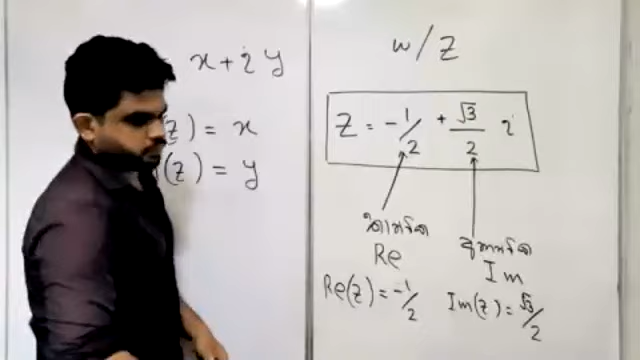 x + i y
z) = x
(z) = y
w / Z
Z = -1/2 + √3/2 i
Re
Im
Re(Z) = -1/2
Im(Z) = √3/2